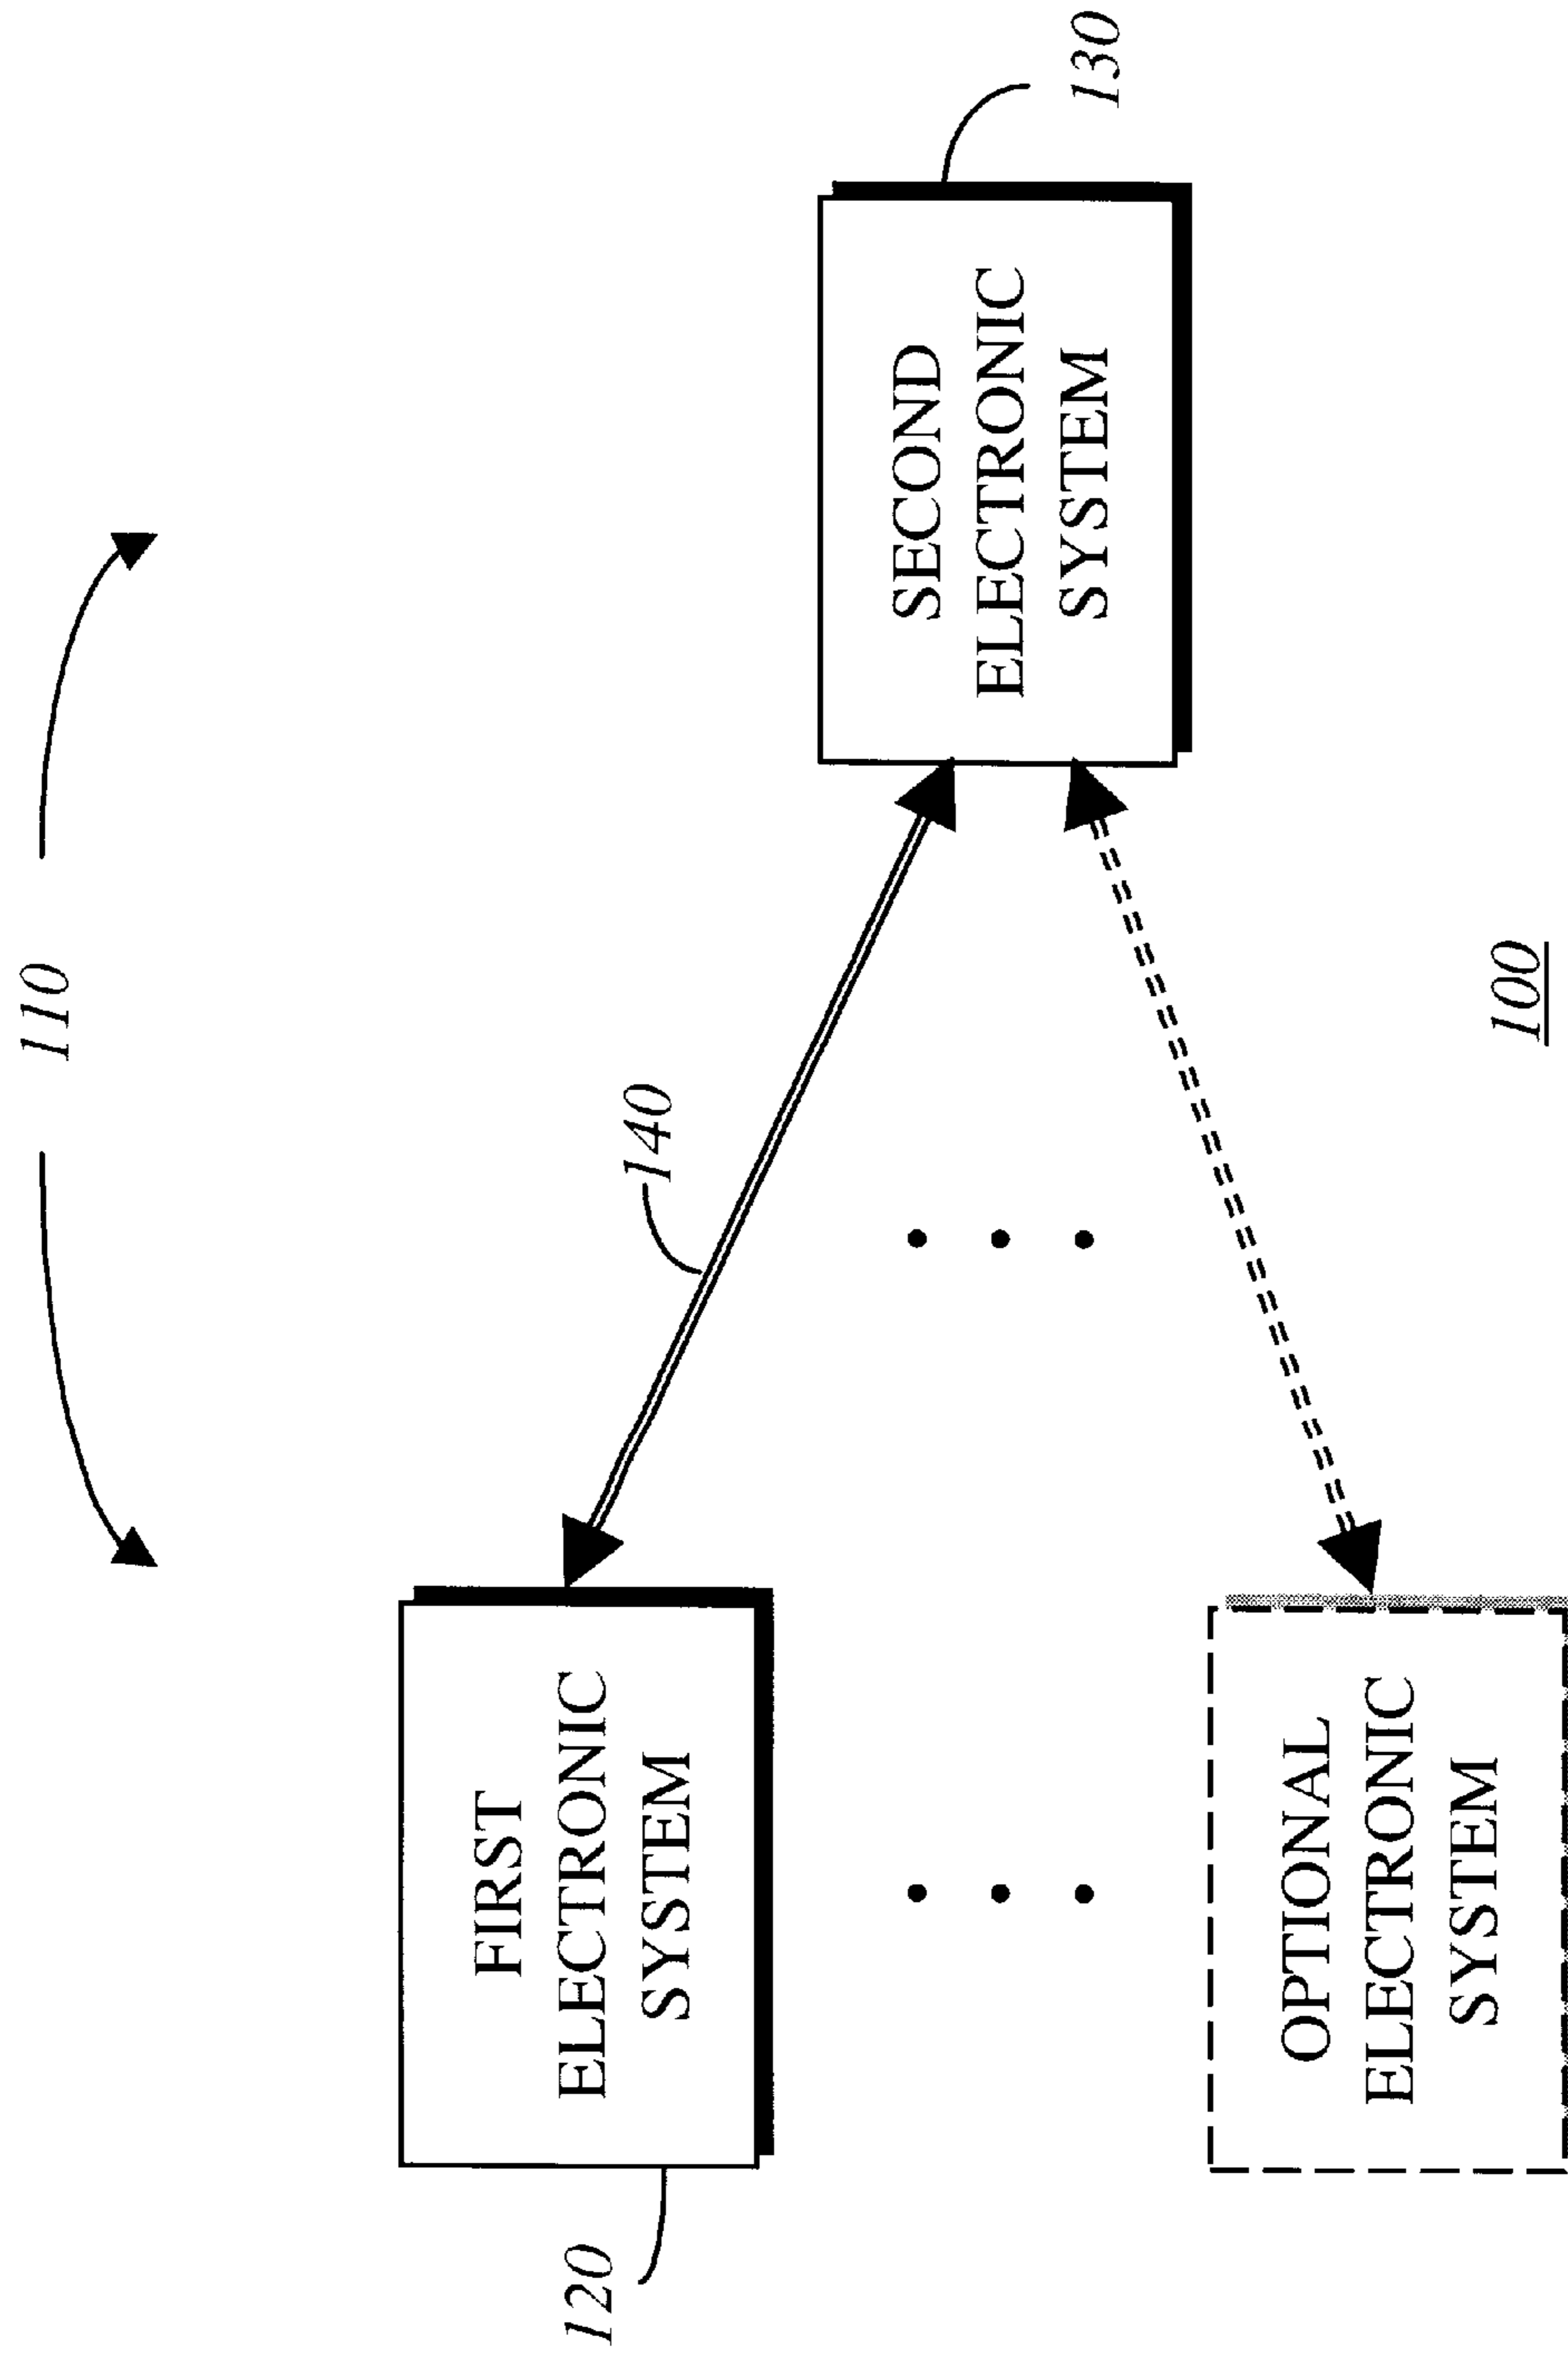 110
120
FIRST
ELECTRONIC
SYSTEM
140
SECOND
ELECTRONIC
SYSTEM
130
OPTIONAL
ELECTRONIC
SYSTEM
100